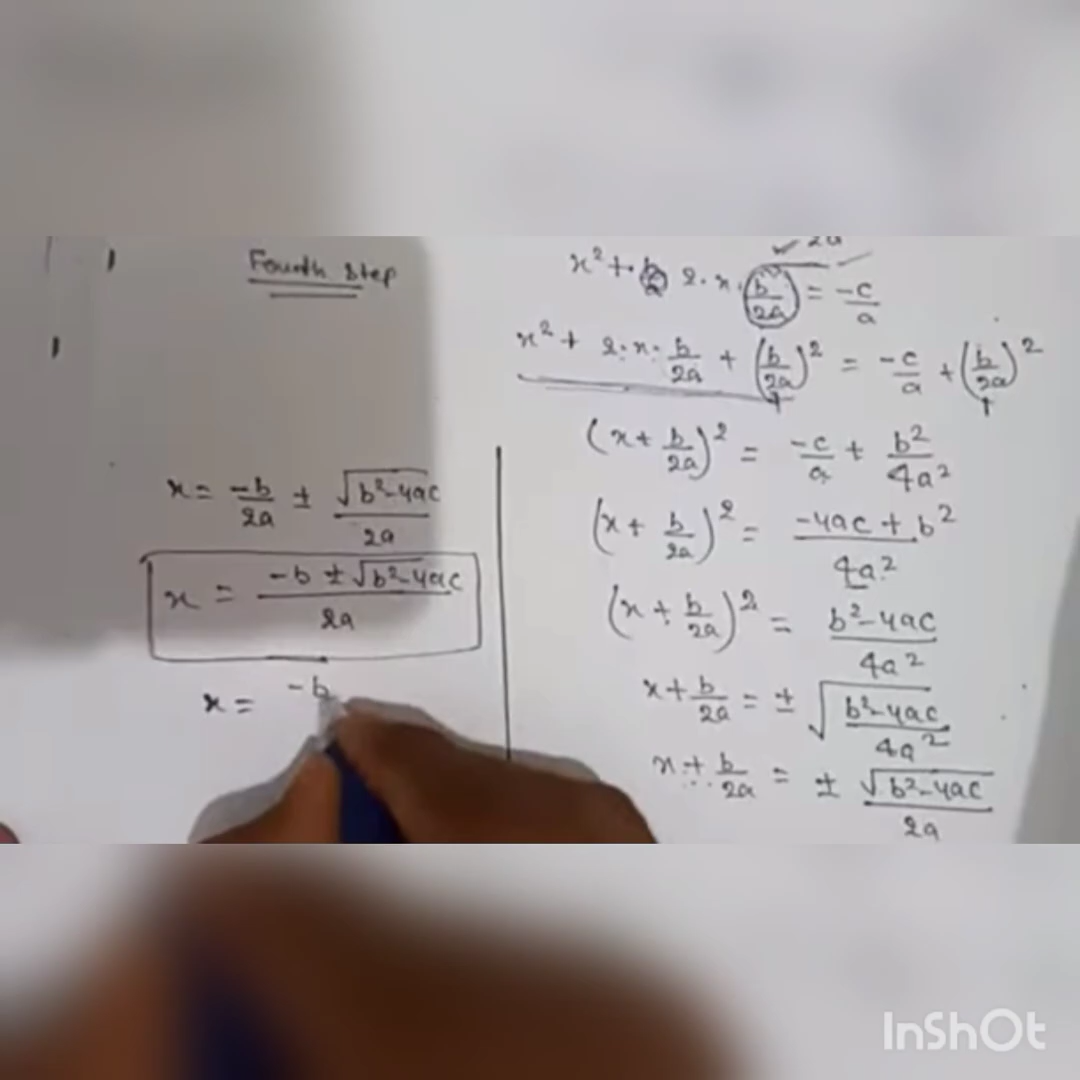 Fourth Step
x = -b/2a ± √(b²-4ac)/2a
x = (-b ± √(b²-4ac))/2a
x = -b
2a
x² + 2·x·b/2a = -c/a
x² + 2·x·b/2a + (b/2a)² = -c/a + (b/2a)²
(x + b/2a)² = -c/a + b²/4a²
(x + b/2a)² = (-4ac + b²)/4a²
(x + b/2a)² = (b²-4ac)/4a²
x + b/2a = ± √((b²-4ac)/4a²)
x + b/2a = ± √(b²-4ac)/2a
InShOt